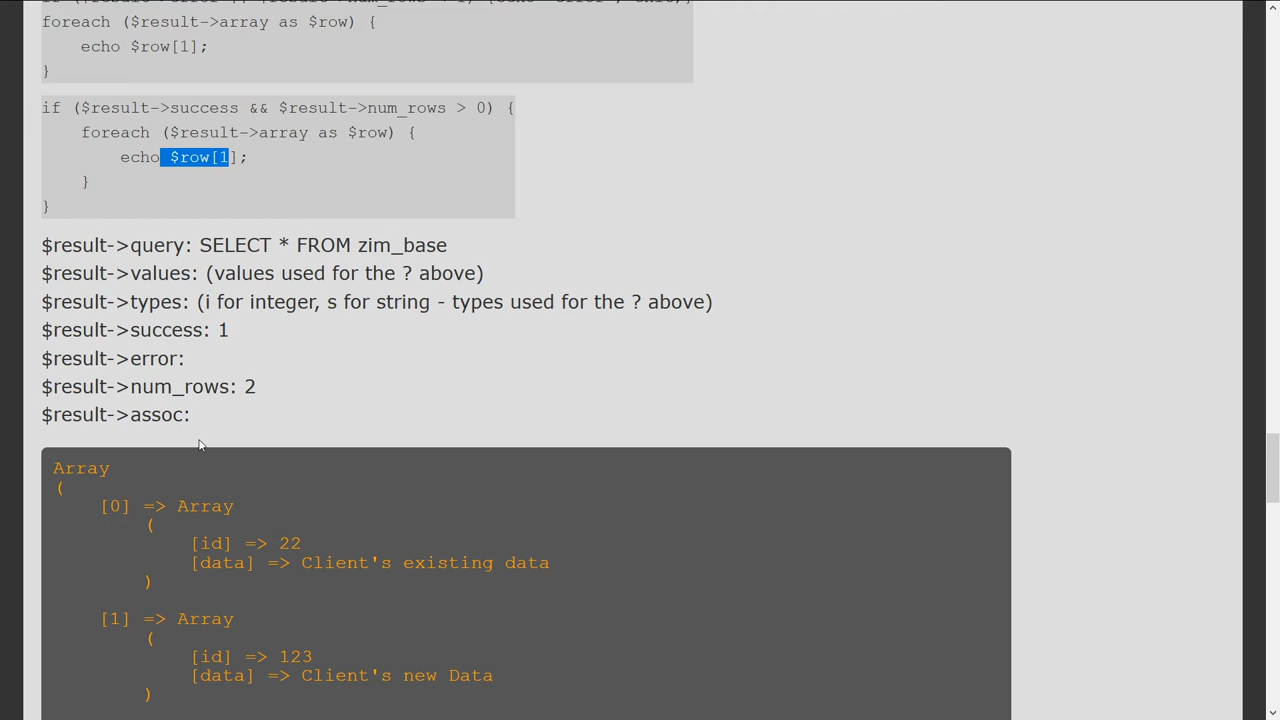 foreach ($result->array as $row) {
echo $row[1];
}
if ($result->success && $result->num_rows > 0) {
foreach ($result->array as $row) {
echo $row[1];
}
}
$result->query: SELECT * FROM zim_base
$result->values: (values used for the ? above)
$result->types: (i for integer, s for string - types used for the ? above)
$result->success: 1
$result->error:
$result->num_rows: 2
$result->assoc:
Array
(
[0] => Array
(
[id] => 22
[data] => Client's existing data
)
[1] => Array
(
[id] => 123
[data] => Client's new Data
)